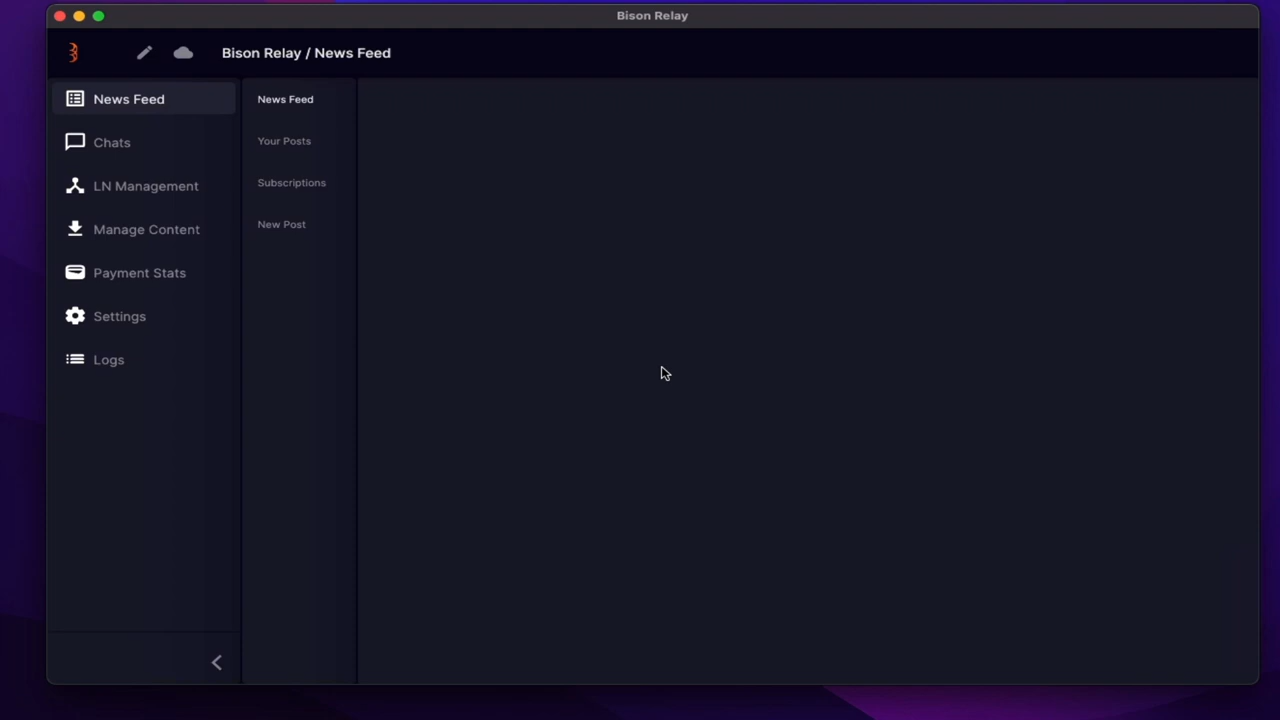 Bison Relay
Bison Relay / News Feed
News Feed
Chats
LN Management
Manage Content
Payment Stats
Settings
Logs
News Feed
Your Posts
Subscriptions
New Post